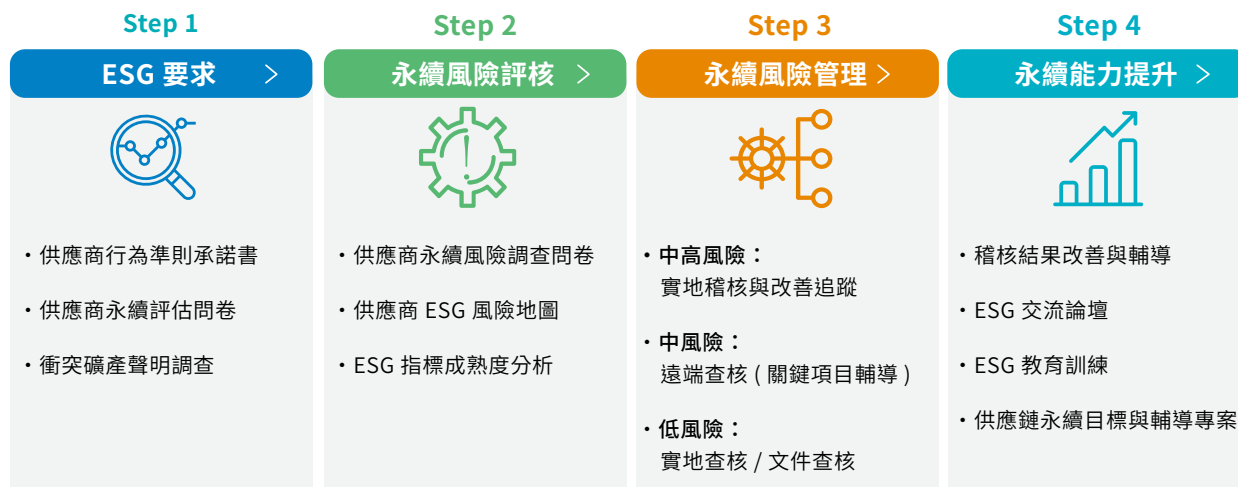 Step 1
ESG 要求 >
・供應商行為準則承諾書
・供應商永續評估問卷
・衝突礦產聲明調查
Step 2
永續風險評核 >
・供應商永續風險調查問卷
・供應商 ESG 風險地圖
・ESG 指標成熟度分析
Step 3
永續風險管理 >
・中高風險：
實地稽核與改善追蹤
・中風險：
遠端查核 ( 關鍵項目輔導 )
・低風險：
實地查核 / 文件查核
Step 4
永續能力提升 >
・稽核結果改善與輔導
・ESG 交流論壇
・ESG 教育訓練
・供應鏈永續目標與輔導專案